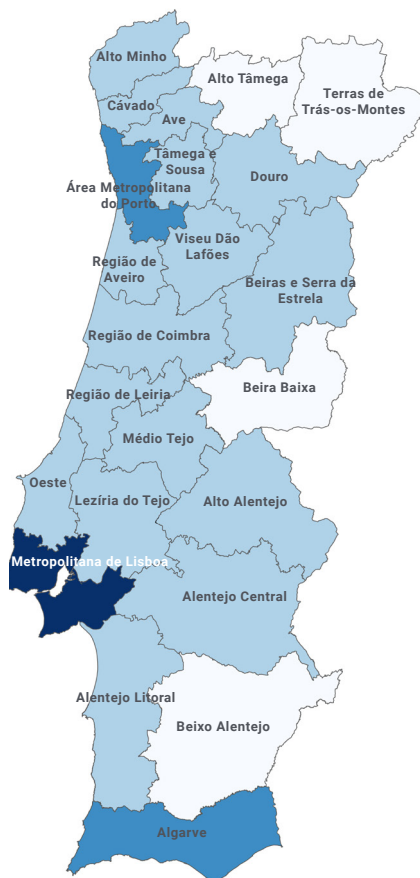 Alto Minho
Alto Tâmega
Terras de
Trás-os-Montes
Cávado
Ave
Tâmega e
Sousa
Douro
Área Metropolitana
do Porto
Viseu Dão
Lafões
Região de
Aveiro
Beiras e Serra da
Estrela
Região de Coimbra
Beira Baixa
Região de Leiria
Médio Tejo
Oeste
Lezíria do Tejo
Alto Alentejo
Metropolitana de Lisboa
Alentejo Central
Alentejo Litoral
Beixo Alentejo
Algarve